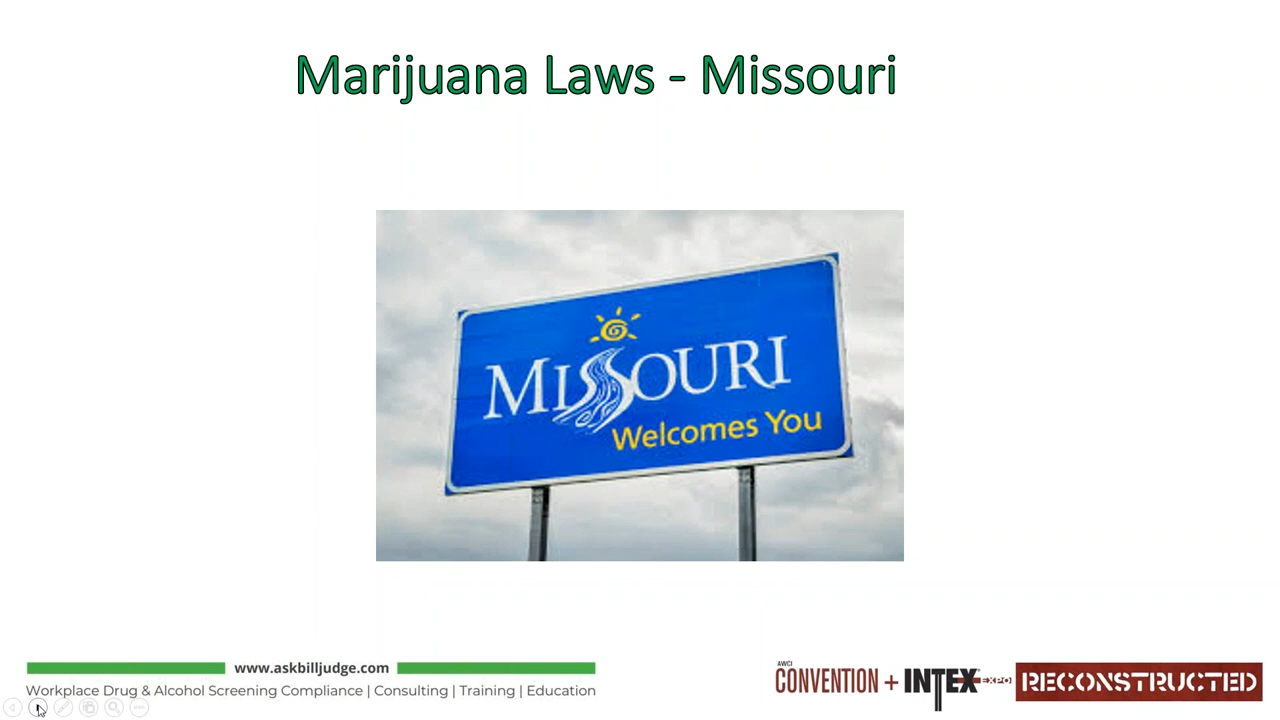 Marijuana Laws - Missouri
MISSOURI
Welcomes You
www.askbilljudge.com
Workplace Drug & Alcohol Screening Compliance | Consulting | Training | Education
AWCI
CONVENTION + INTEX EXPO RECONSTRUCTED